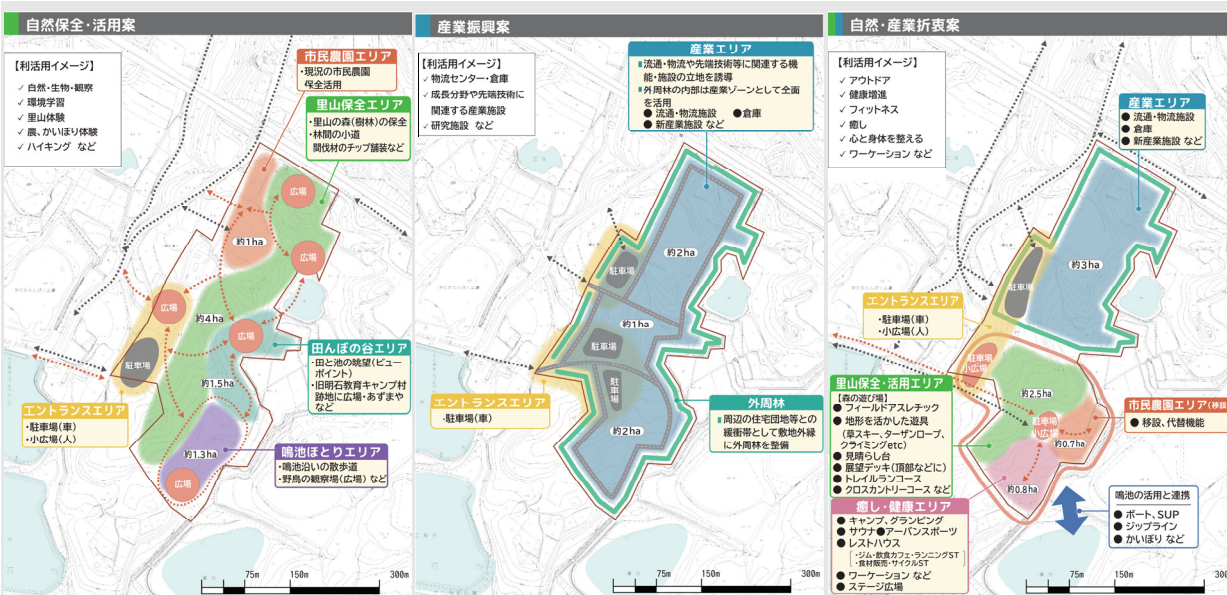 自然保全・活用案
【利活用イメージ】
✓ 自然・生物・観察
✓ 環境学習
✓ 里山体験
✓ 農、かいぼり体験
✓ ハイキング など
市民農園エリア
・現況の市民農園
保全活用
里山保全エリア
・里山の森(樹林)の保全
・林間の小道
間伐材のチップ舗装など
広場
約1ha
広場
広場
約4ha
広場
駐車場
田んぼの谷エリア
・田と池の眺望(ビュー
ポイント)
・旧明石教育キャンプ村
跡地に広場・あずまや
など
約1.5ha
エントランスエリア
・駐車場(車)
・小広場(人)
約1.3ha
鳴池ほとりエリア
・鳴池沿いの散歩道
・野鳥の観察場(広場) など
広場
75m
150m
300m
産業振興案
【利活用イメージ】
✓ 物流センター・倉庫
✓ 成長分野や先端技術に
関連する産業施設
✓ 研究施設 など
産業エリア
■流通・物流や先端技術等に関連する機
能・施設の立地を誘導
■外周林の内部は産業ゾーンとして全面
を活用
● 流通・物流施設 ●倉庫
● 新産業施設 など
約2ha
駐車場
約1ha
駐車場
駐車場
エントランスエリア
・駐車場(車)
外周林
■周辺の住宅団地等との
緩衝帯として敷地外縁
に外周林を整備
約2ha
75m
150m
300m
自然・産業折衷案
【利活用イメージ】
✓ アウトドア
✓ 健康増進
✓ フィットネス
✓ 癒し
✓ 心と身体を整える
✓ ワーケーション など
産業エリア
● 流通・物流施設
● 倉庫
● 新産業施設 など
約3ha
駐車場
エントランスエリア
・駐車場(車)
・小広場(人)
駐車場
小広場
里山保全・活用エリア
【森の遊び場】
● フィールドアスレチック
● 地形を活かした遊具
(草スキー、ターザンロープ、
クライミングetc)
● 見晴らし台
● 展望デッキ(頂部などに)
● トレイルランコース
● クロスカントリーコース など
約2.5ha
駐車場
小広場
約0.7ha
市民農園エリア(移設)
● 移設、代替機能
約0.8ha
癒し・健康エリア
● キャンプ、グランピング
● サウナ●アーバンスポーツ
● レストハウス
・ジム・飲食カフェ・ランニングST
・食材販売・サイクルST
● ワーケーション など
● ステージ広場
鳴池の活用と連携
● ボート、SUP
● ジップライン
● かいぼり など
75m
150m
300